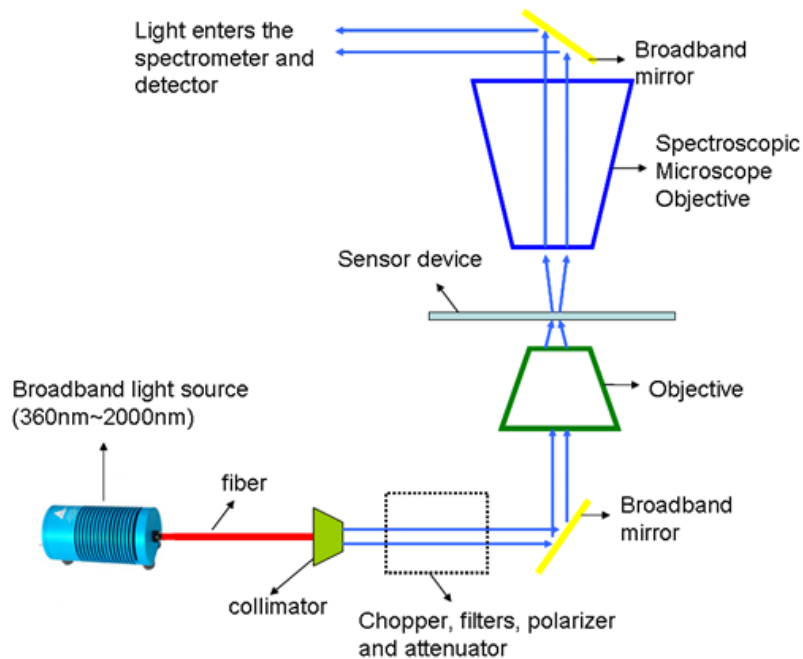 Light enters the
spectrometer and
detector
Broadband
mirror
Spectroscopic
Microscope
Objective
Sensor device
Objective
Broadband light source
(360nm~2000nm)
fiber
Broadband
mirror
collimator
Chopper, filters, polarizer
and attenuator